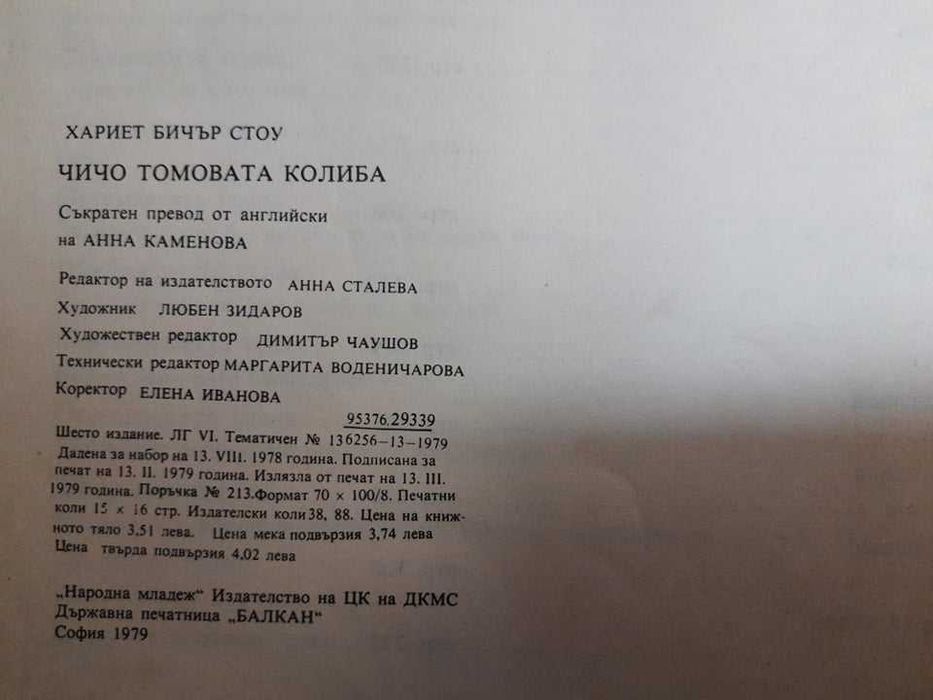 ХАРИЕТ БИЧЪР СТОУ
ЧИЧО ТОМОВАТА КОЛИБА
Съкратен превод от английски
на АННА КАМЕНОВА
Редактор на издателството АННА СТАЛЕВА
Художник ЛЮБЕН ЗИДАРОВ
Художествен редактор ДИМИТЪР ЧАУШОВ
Технически редактор МАРГАРИТА ВОДЕНИЧАРОВА
Коректор ЕЛЕНА ИВАНОВА
95376.29339
Шесто издание. ЛГ VI. Тематичен № 136256–13–1979
Далена за набор на 13. VIII. 1978 година. Подписана за
печат на 13. II. 1979 година. Излязла от печат на 13. III.
1979 година. Поръчка № 213.Формат 70 × 100/8. Печатни
коли 15 × 16 стр. Издателски коли38, 88. Цена на книж-
ното тяло 3,51 лева. Цена мека подвързия 3,74 лева
Цена твърда подвързия 4,02 лева
„Народна младеж“ Издателство на ЦК на ДКМС
Държавна печатница „БАЛКАН“
София 1979